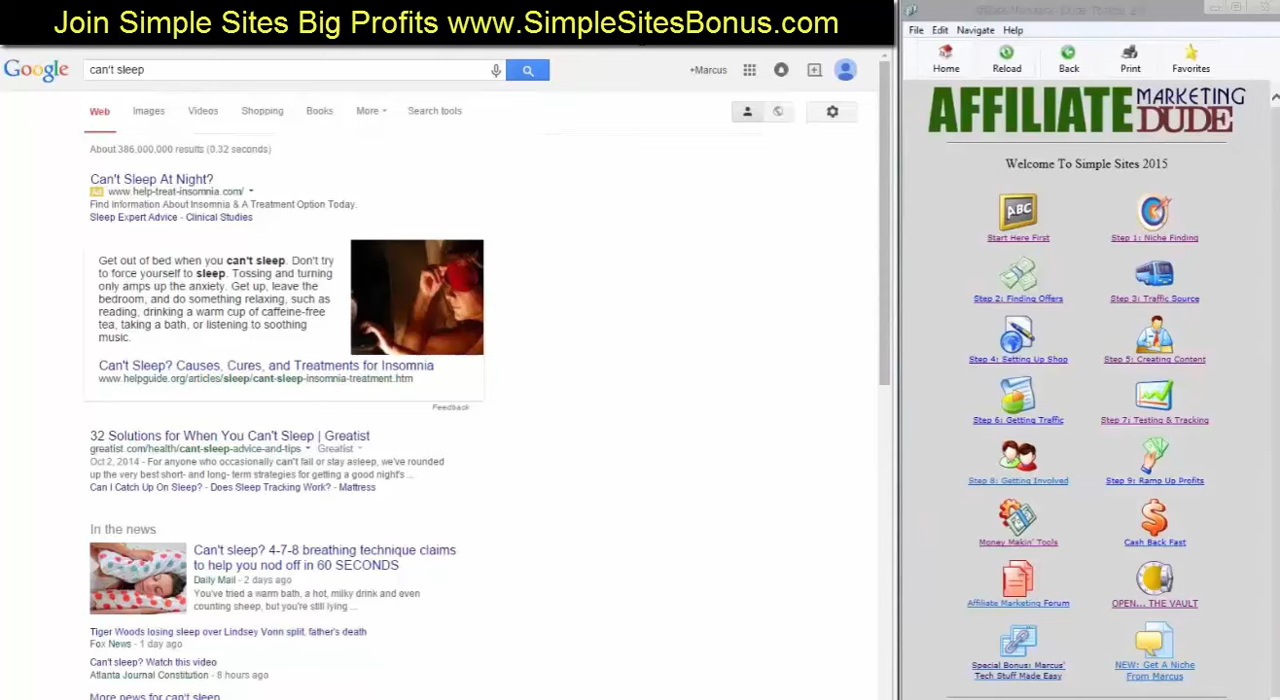 Join Simple Sites Big Profits www.SimpleSitesBonus.com
Google
can't sleep
+Marcus
Web Images Videos Shopping Books More Search tools
About 386,000,000 results (0.32 seconds)
Can't Sleep At Night?
Ad www.help-treat-insomnia.com/
Find Information About Insomnia & A Treatment Option Today.
Sleep Expert Advice - Clinical Studies
Get out of bed when you can't sleep. Don't try
to force yourself to sleep. Tossing and turning
only amps up the anxiety. Get up, leave the
bedroom, and do something relaxing, such as
reading, drinking a warm cup of caffeine-free
tea, taking a bath, or listening to soothing
music.
Can't Sleep? Causes, Cures, and Treatments for Insomnia
www.helpguide.org/articles/sleep/cant-sleep-insomnia-treatment.htm
Feedback
32 Solutions for When You Can't Sleep | Greatist
greatist.com/health/cant-sleep-advice-and-tips Greatist
Oct 2, 2014 - For anyone who occasionally can't fall or stay asleep, we've rounded
up the very best short- and long- term strategies for getting a good night's ...
Can I Catch Up On Sleep? - Does Sleep Tracking Work? - Mattress
In the news
Can't sleep? 4-7-8 breathing technique claims
to help you nod off in 60 SECONDS
Daily Mail - 2 days ago
You've tried a warm bath, a hot, milky drink and even
counting sheep, but you're still lying ...
Tiger Woods losing sleep over Lindsey Vonn split, father's death
Fox News - 1 day ago
Can't sleep? Watch this video
Atlanta Journal Constitution - 8 hours ago
More news for can't sleep
File Edit Navigate Help
Home Reload Back Print Favorites
AFFILIATE MARKETING DUDE
Welcome To Simple Sites 2015
ABC
Start Here First
Step 1: Niche Finding
Step 2: Finding Offers
Step 3: Traffic Source
Step 4: Setting Up Shop
Step 5: Creating Content
Step 6: Getting Traffic
Step 7: Testing & Tracking
Step 8: Getting Involved
Step 9: Ramp Up Profits
Money Makin' Tools
Cash Back Fast
Affiliate Marketing Forum
OPEN... THE VAULT
Special Bonus: Marcus'
Tech Stuff Made Easy
NEW: Get A Niche
From Marcus